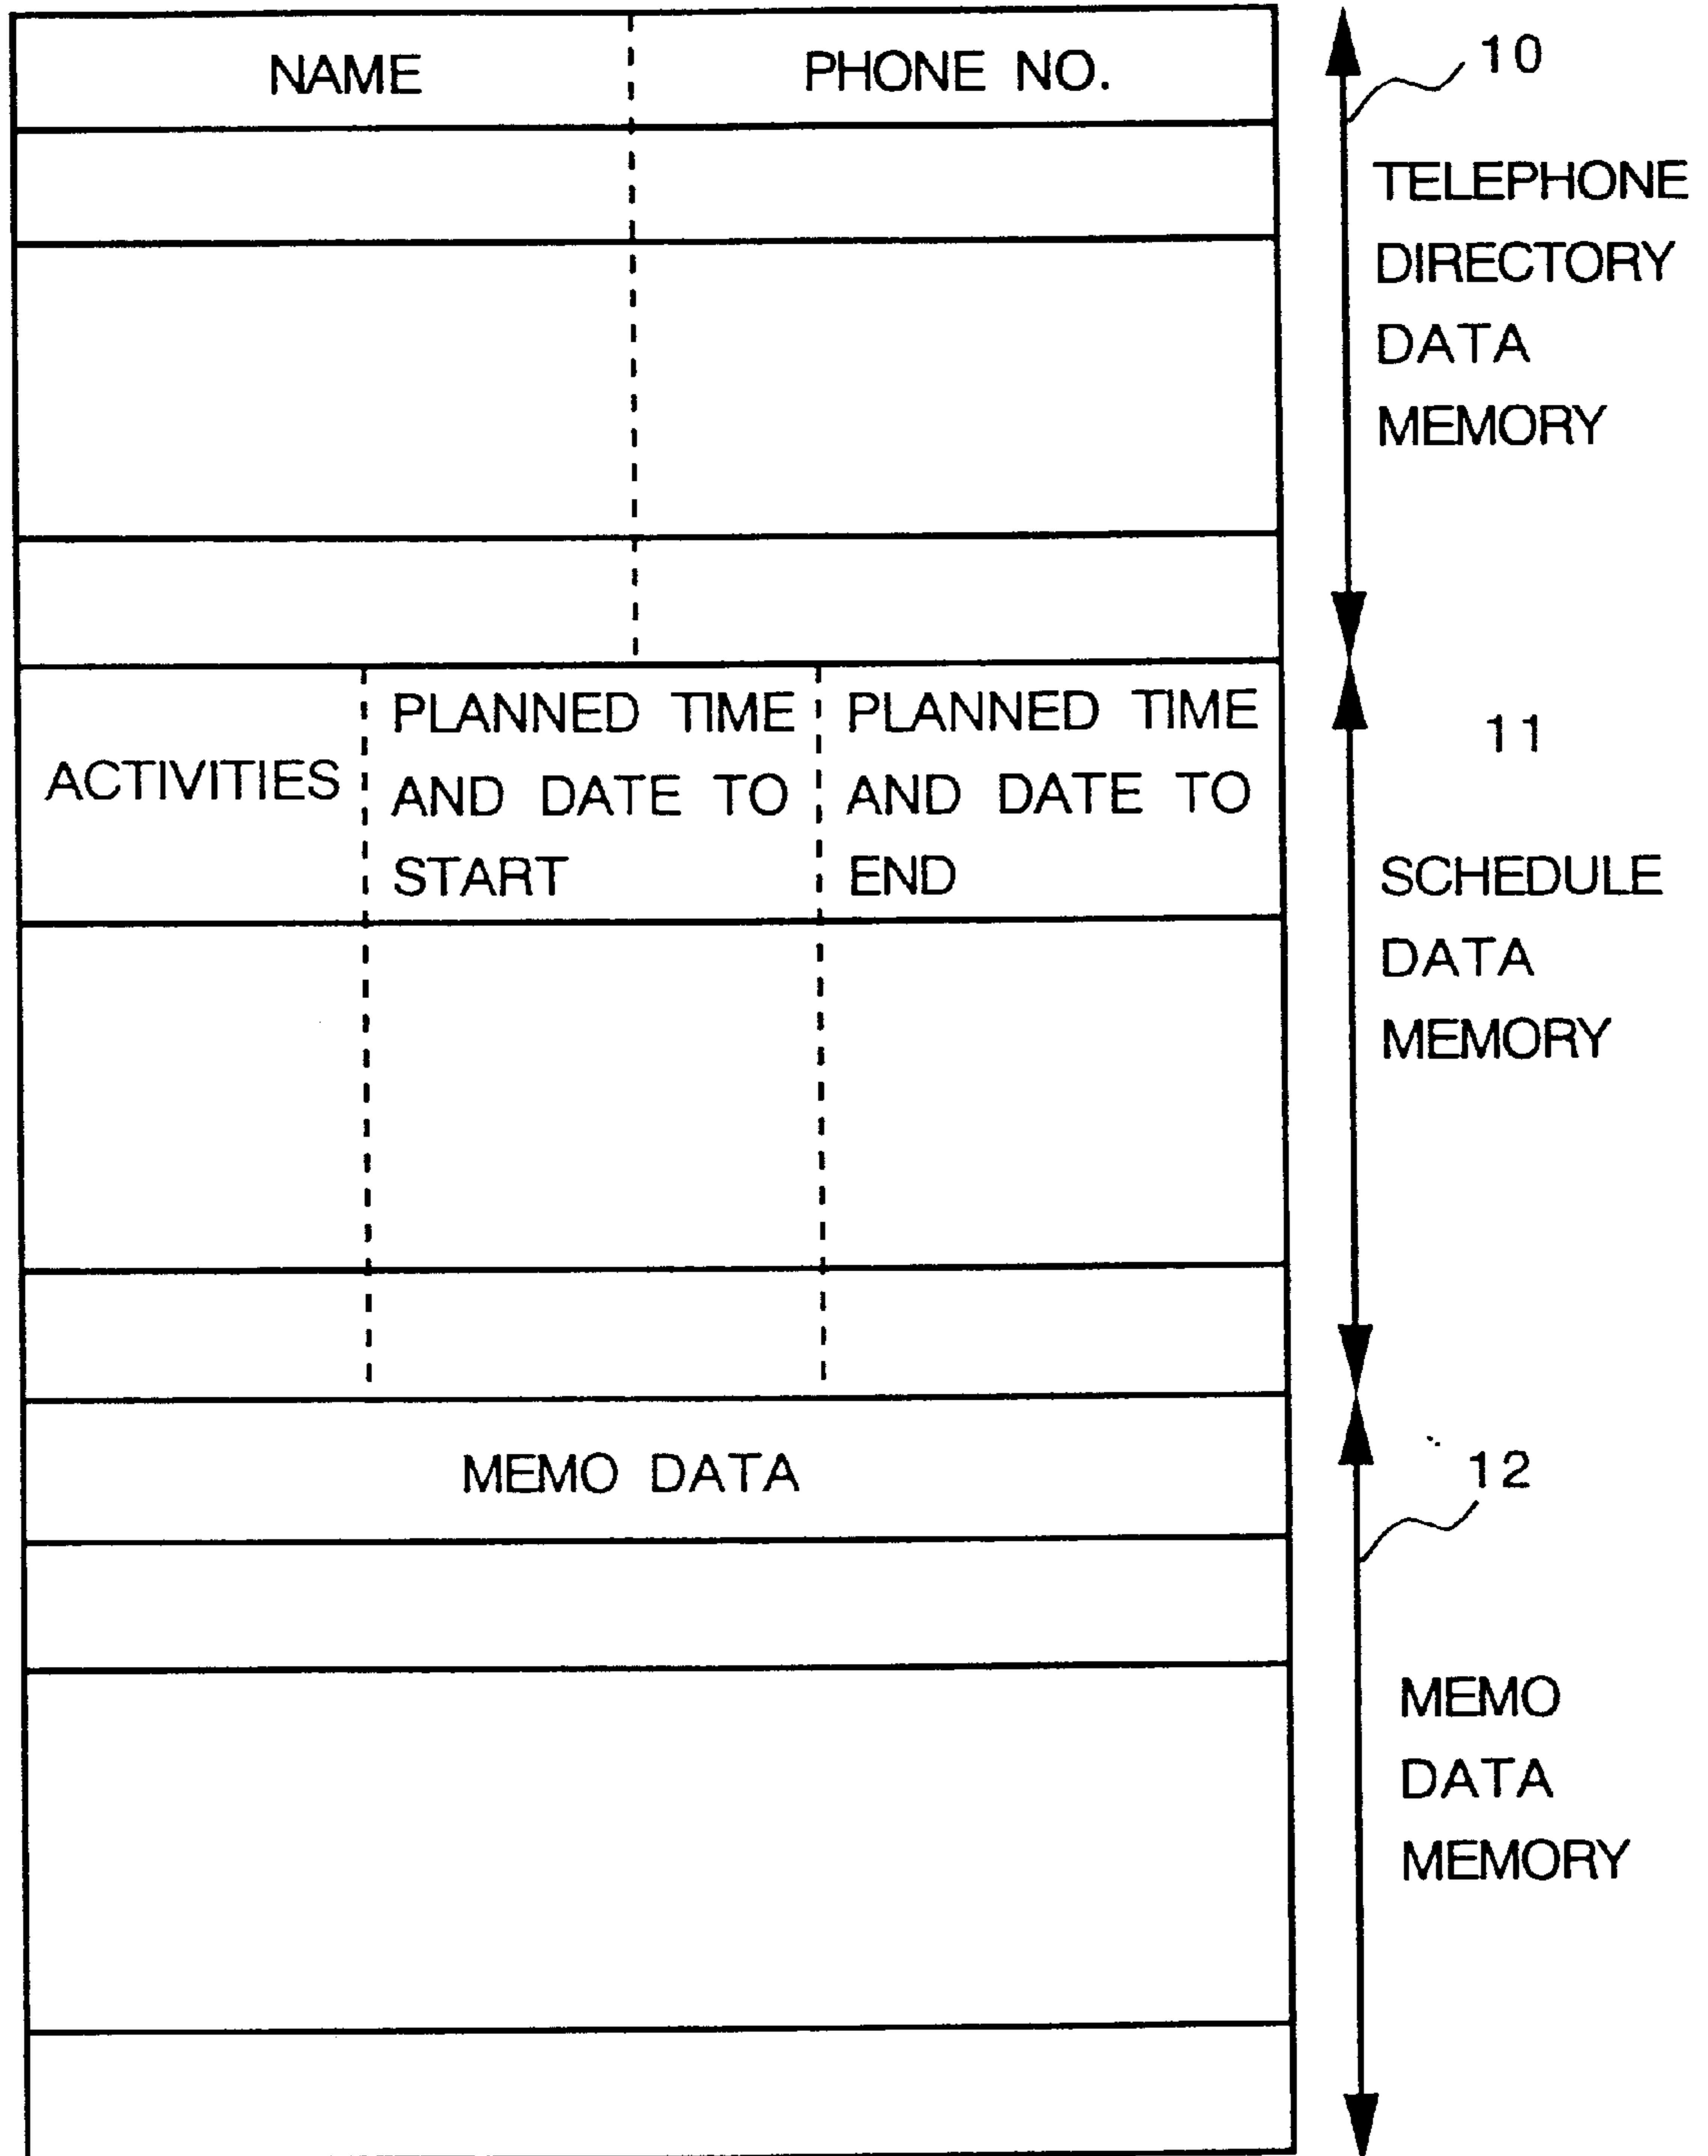 NAME
PHONE NO.
10
TELEPHONE
DIRECTORY
DATA
MEMORY
ACTIVITIES
PLANNED TIME
AND DATE TO
START
PLANNED TIME
AND DATE TO
END
11
SCHEDULE
DATA
MEMORY
MEMO DATA
12
MEMO
DATA
MEMORY